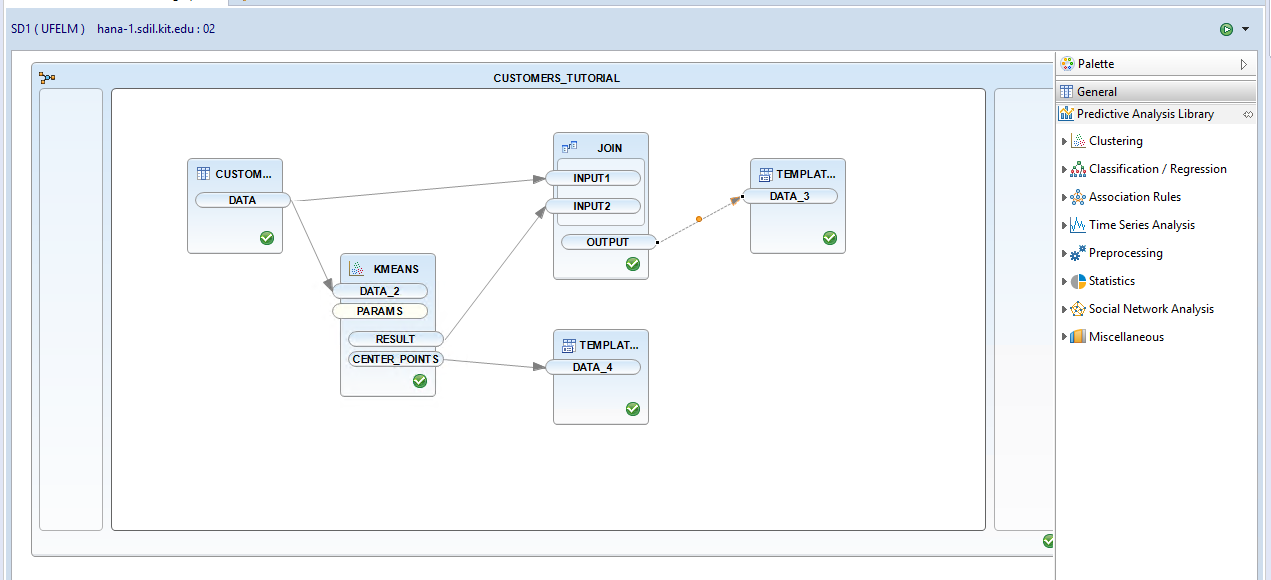 SD1 ( UFELM ) hana-1.sdil.kit.edu : 02
CUSTOMERS_TUTORIAL
CUSTOM...
DATA
KMEANS
DATA_2
PARAMS
RESULT
CENTER_POINTS
JOIN
INPUT1
INPUT2
OUTPUT
TEMPLAT...
DATA_3
TEMPLAT...
DATA_4
Palette
General
Predictive Analysis Library
Clustering
Classification / Regression
Association Rules
Time Series Analysis
Preprocessing
Statistics
Social Network Analysis
Miscellaneous